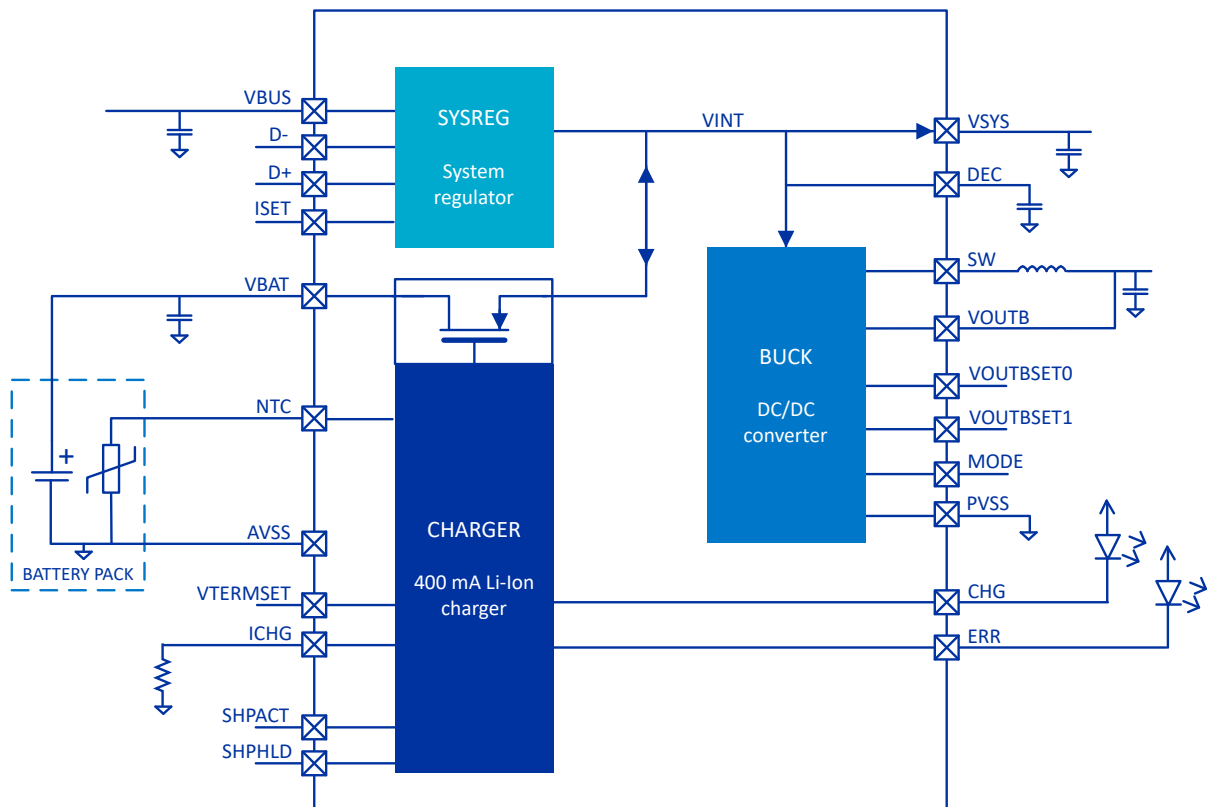 VBUS
D-
D+
ISET
SYSREG
System
regulator
VINT
VSYS
DEC
VBAT
SW
VOUTB
BUCK
DC/DC
converter
VOUTBSET0
VOUTBSET1
MODE
PVSS
NTC
+
AVSS
BATTERY PACK
CHARGER
400 mA Li-Ion
charger
VTERMSET
ICHG
SHPACT
SHPHLD
CHG
ERR